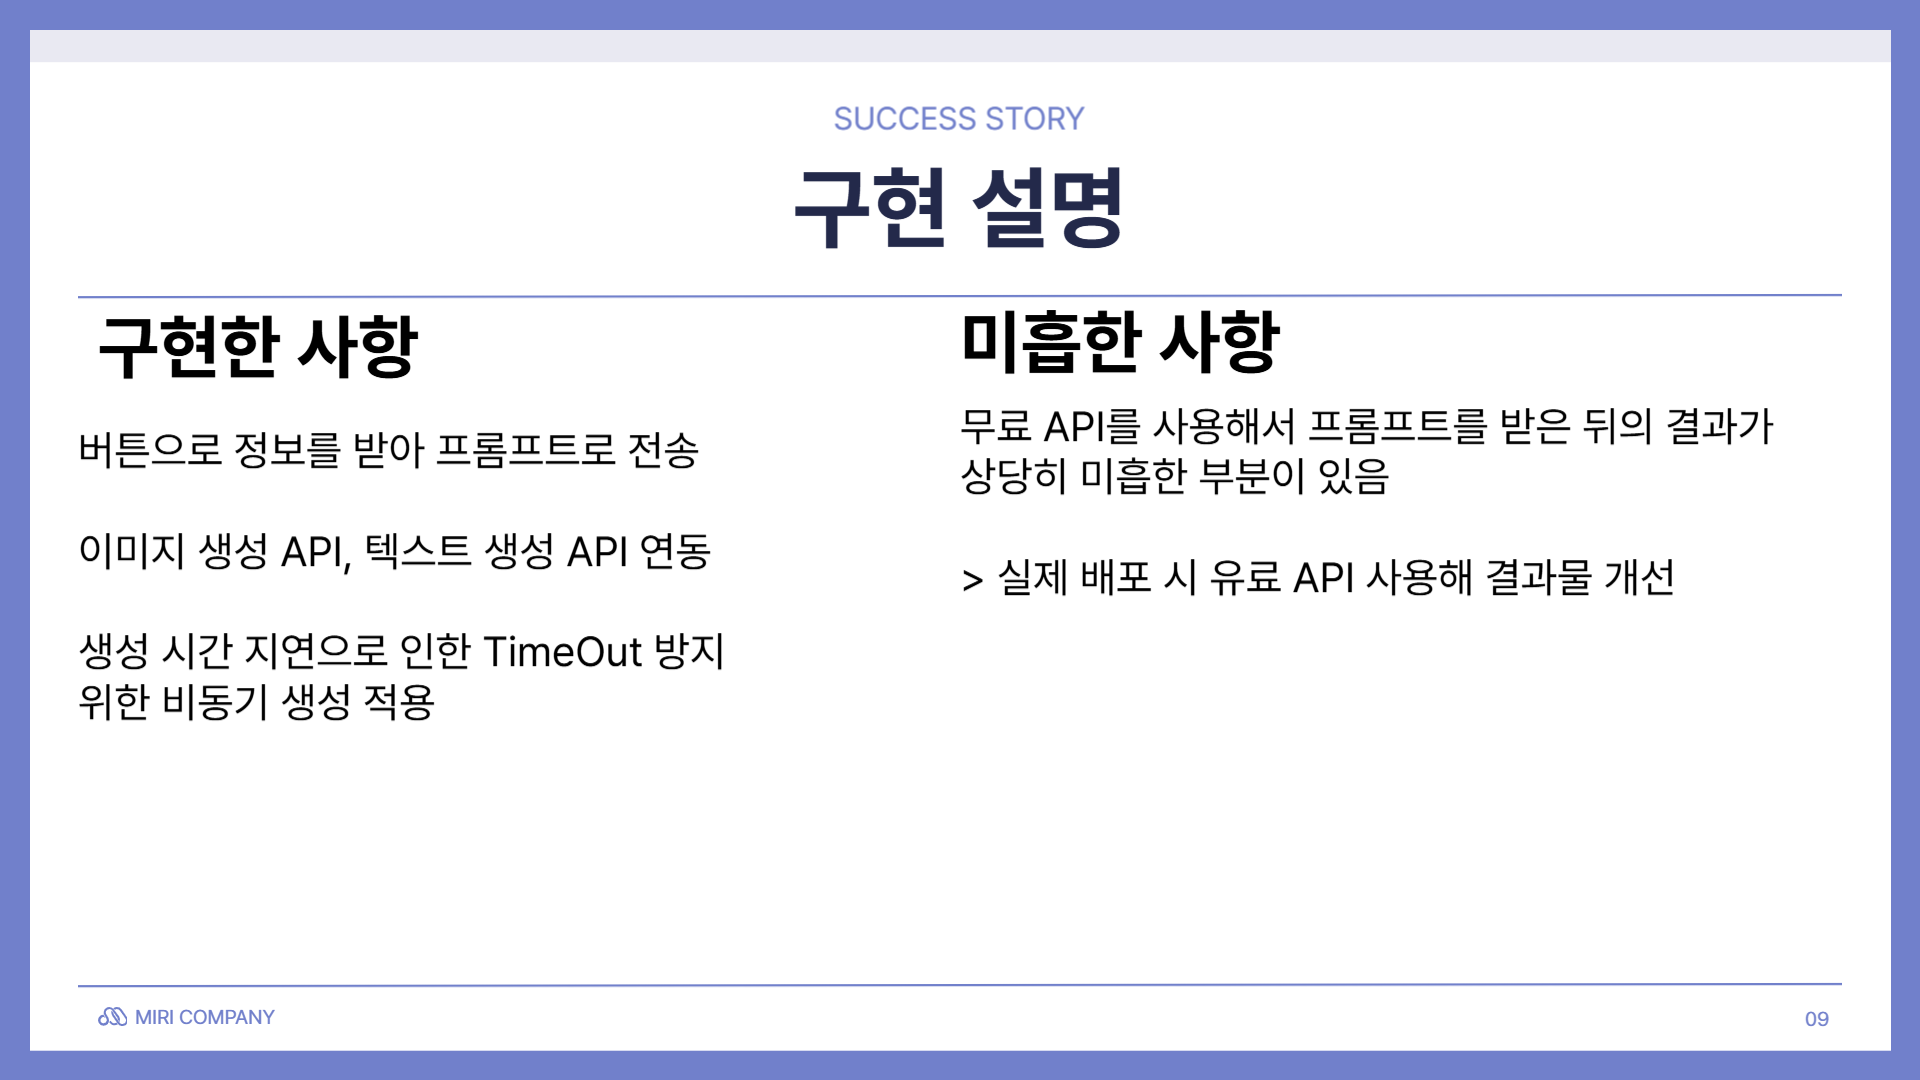 SUCCESS STORY
구현 설명
구현한 사항
버튼으로 정보를 받아 프롬프트로 전송
이미지 생성 API, 텍스트 생성 API 연동
생성 시간 지연으로 인한 TimeOut 방지
위한 비동기 생성 적용
미흡한 사항
무료 API를 사용해서 프롬프트를 받은 뒤의 결과가
상당히 미흡한 부분이 있음
> 실제 배포 시 유료 API 사용해 결과물 개선
MIRI COMPANY
09